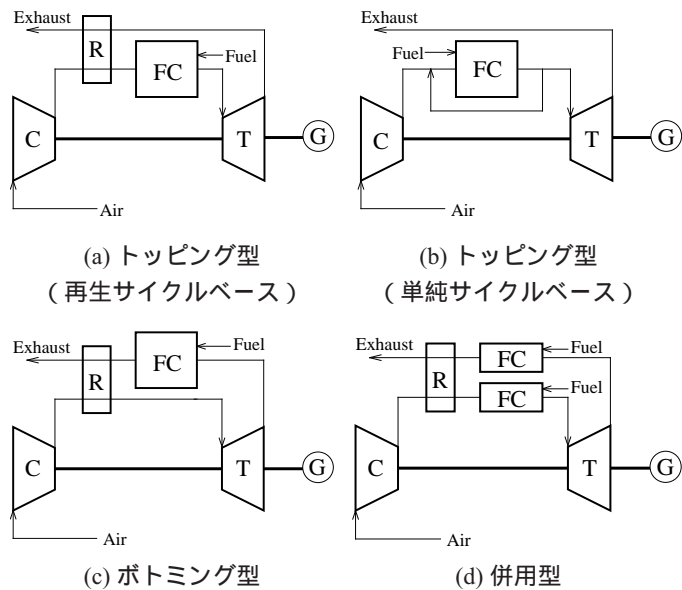 Exhaust
R
FC
Fuel
C
T
G
Air
(a) トッピング型
(再生サイクルベース)
Exhaust
Fuel
FC
C
T
G
Air
(b) トッピング型
(単純サイクルベース)
Exhaust
R
FC
Fuel
C
T
G
Air
(c) ボトミング型
Exhaust
R
FC
Fuel
FC
Fuel
C
T
G
Air
(d) 併用型